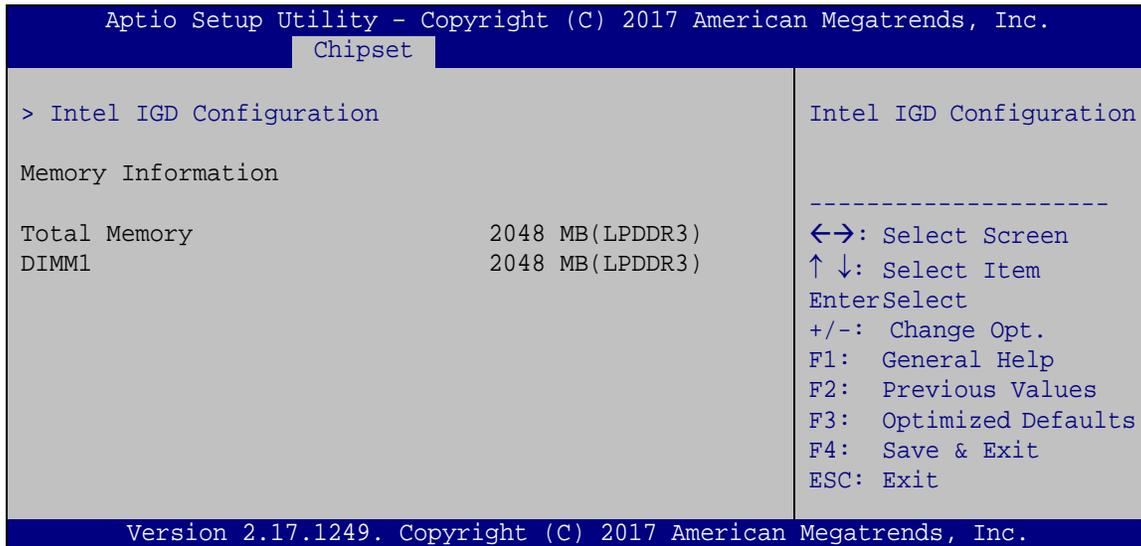 Aptio Setup Utility – Copyright (C) 2017 American Megatrends, Inc.
Chipset
> Intel IGD Configuration
Memory Information
Total Memory 2048 MB(LPDDR3)
DIMM1 2048 MB(LPDDR3)
Intel IGD Configuration
---------------------
←→: Select Screen
↑ ↓: Select Item
EnterSelect
+/-: Change Opt.
F1: General Help
F2: Previous Values
F3: Optimized Defaults
F4: Save & Exit
ESC: Exit
Version 2.17.1249. Copyright (C) 2017 American Megatrends, Inc.